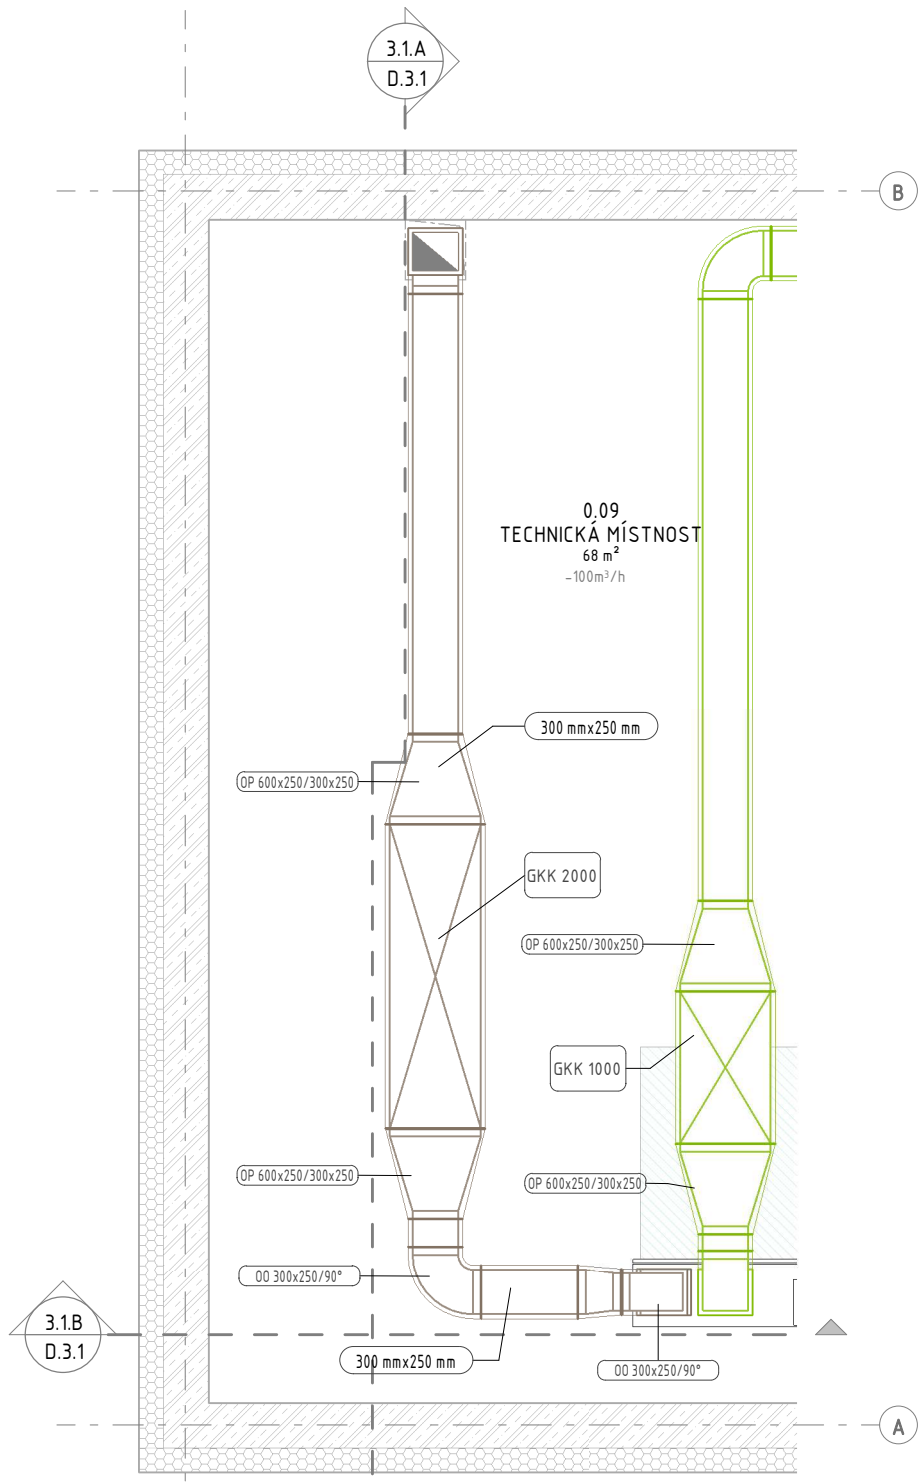 3.1.A
D.3.1
B
0.09
TECHNICKÁ MÍSTNOST
68 m²
-100m³/h
300 mmx250 mm
OP 600x250/300x250
GKK 2000
OP 600x250/300x250
GKK 1000
OP 600x250/300x250
OP 600x250/300x250
OO 300x250/90°
3.1.B
D.3.1
300 mmx250 mm
OO 300x250/90°
A